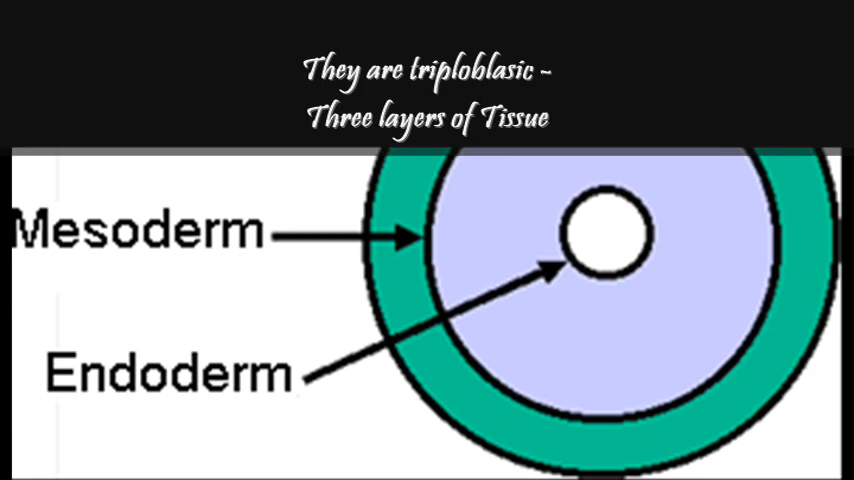 They are triploblasic -
Three layers of Tissue
Mesoderm
Endoderm